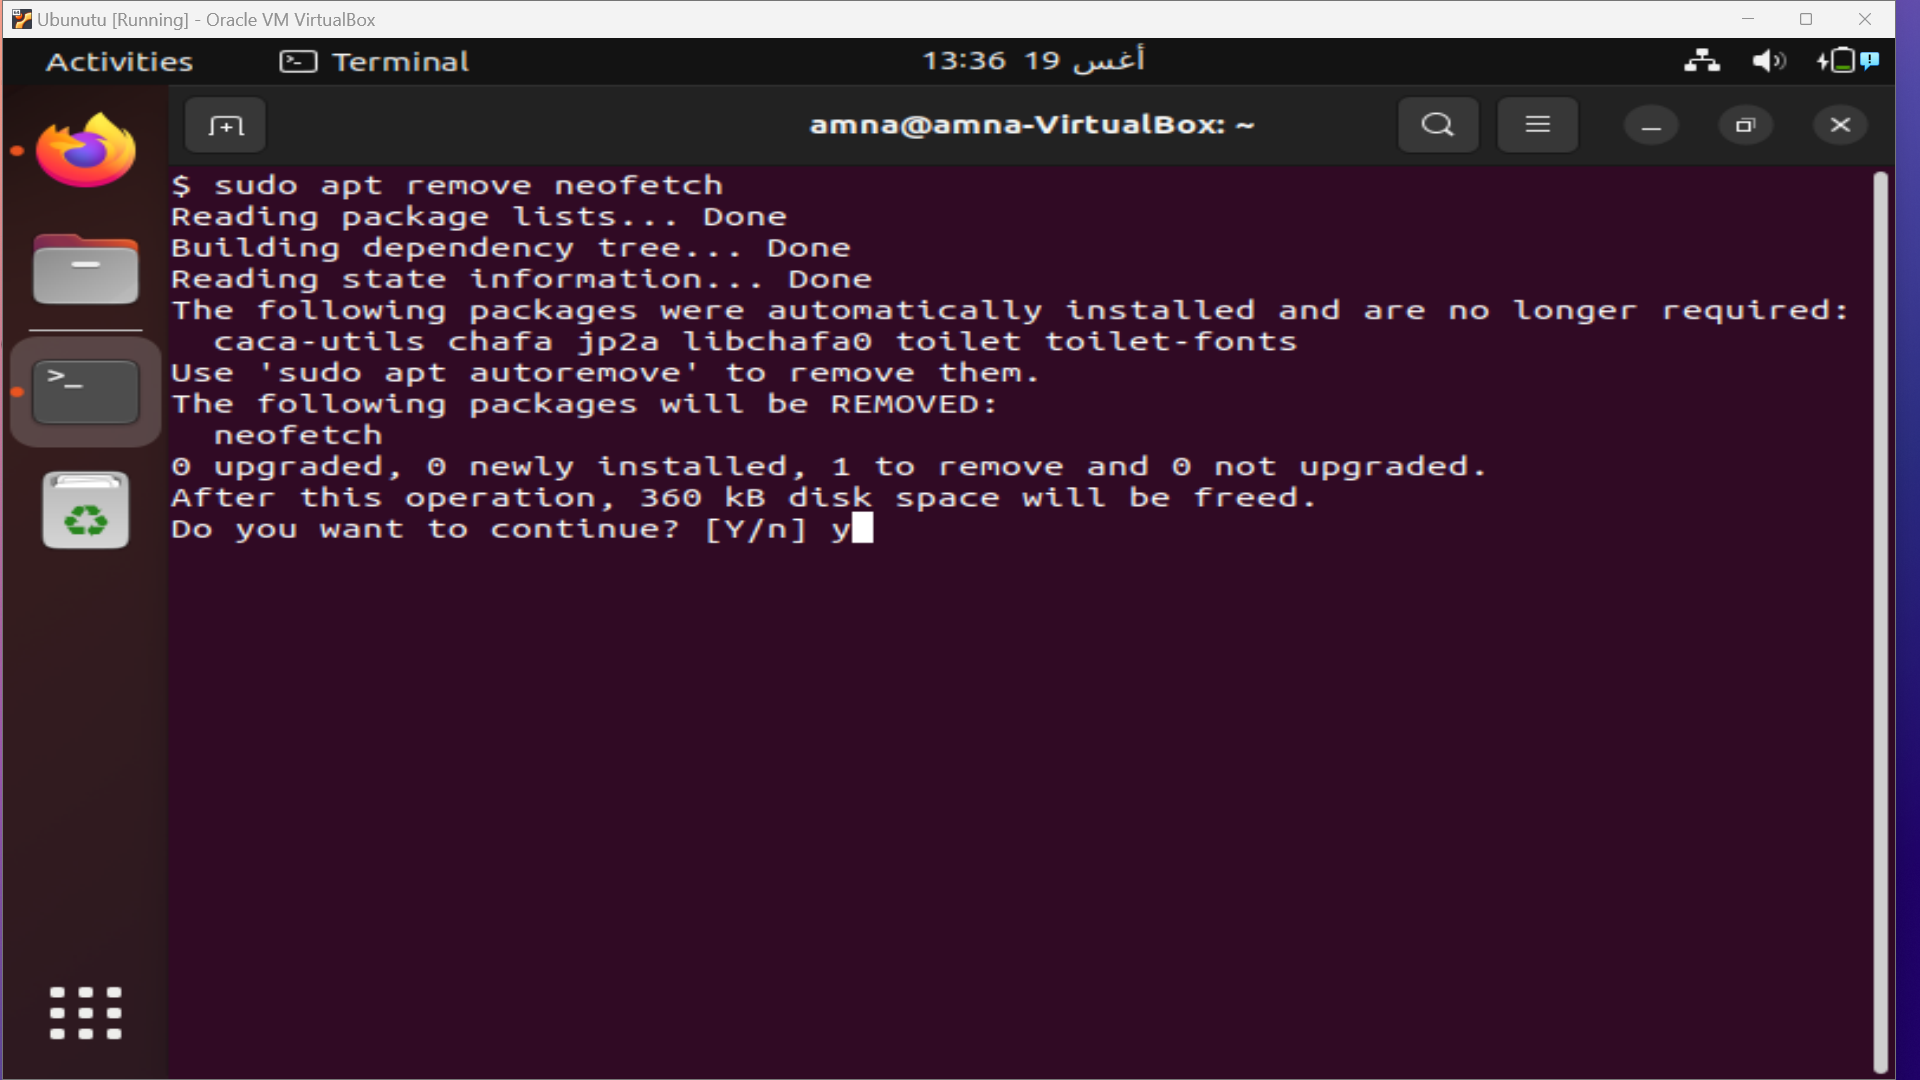 Ubunutu [Running] - Oracle VM VirtualBox
Activities Terminal 13:36 19 أغس
amna@amna-VirtualBox: ~
$ sudo apt remove neofetch
Reading package lists... Done
Building dependency tree... Done
Reading state information... Done
The following packages were automatically installed and are no longer required:
caca-utils chafa jp2a libchafa0 toilet toilet-fonts
Use 'sudo apt autoremove' to remove them.
The following packages will be REMOVED:
neofetch
0 upgraded, 0 newly installed, 1 to remove and 0 not upgraded.
After this operation, 360 kB disk space will be freed.
Do you want to continue? [Y/n] y